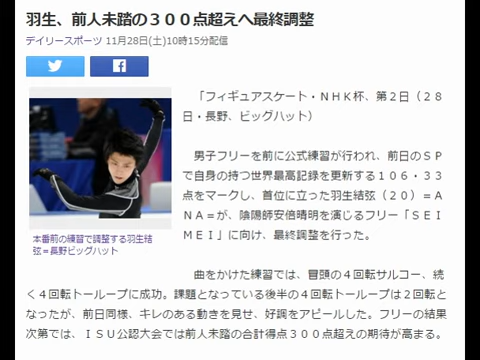 羽生、前人未踏の３００点超えへ最終調整
デイリースポーツ 11月28日(土)10時15分配信
「フィギュアスケート・ＮＨＫ杯、第２日（２８
日・長野、ビッグハット）
男子フリーを前に公式練習が行われ、前日のＳＰ
で自身の持つ世界最高記録を更新する１０６・３３
点をマークし、首位に立った羽生結弦（２０）＝Ａ
ＮＡ＝が、陰陽師安倍晴明を演じるフリー「ＳＥＩ
ＭＥＩ」に向け、最終調整を行った。
本番前の練習で調整する羽生結
弦＝長野ビッグハット
曲をかけた練習では、冒頭の４回転サルコー、続
く４回転トーループに成功。課題となっている後半の４回転トーループは２回転と
なったが、前日同様、キレのある動きを見せ、好調をアピールした。フリーの結果
次第では、ＩＳＵ公認大会では前人未踏の合計得点３００点超えの期待が高まる。